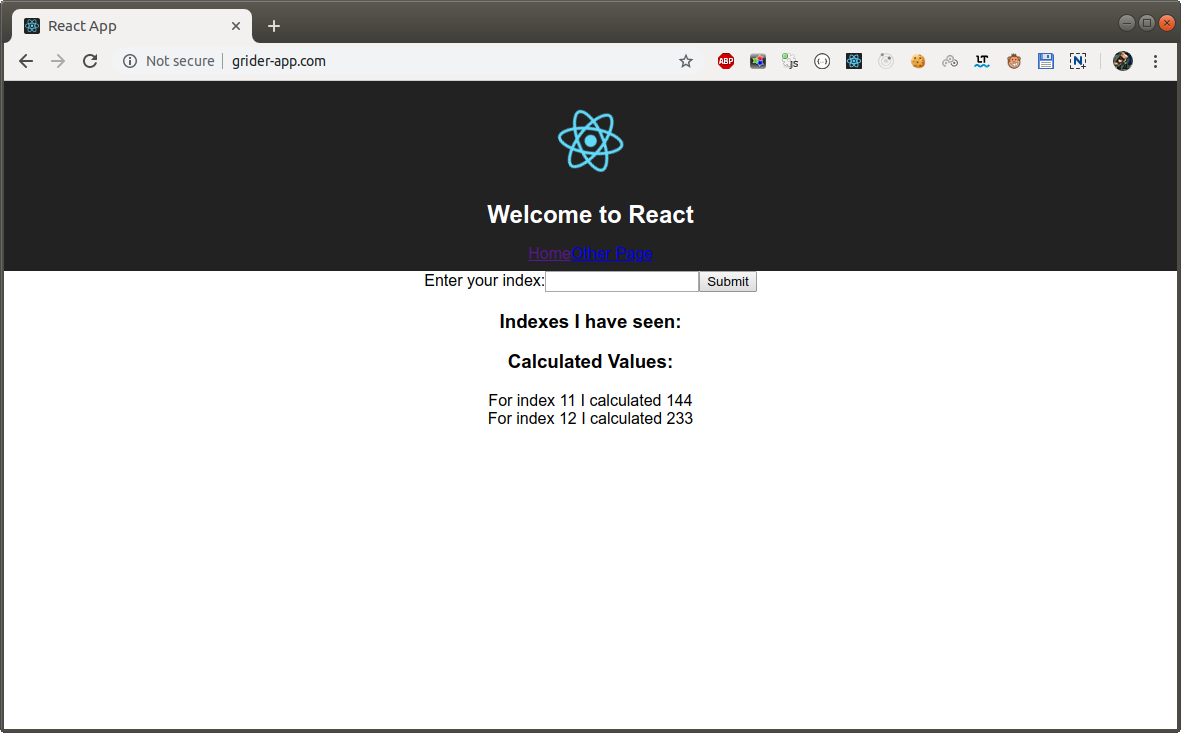 React App
Not secure grider-app.com
ABP JS LT N
Welcome to React
HomeOther Page
Enter your index: Submit
Indexes I have seen:
Calculated Values:
For index 11 I calculated 144
For index 12 I calculated 233